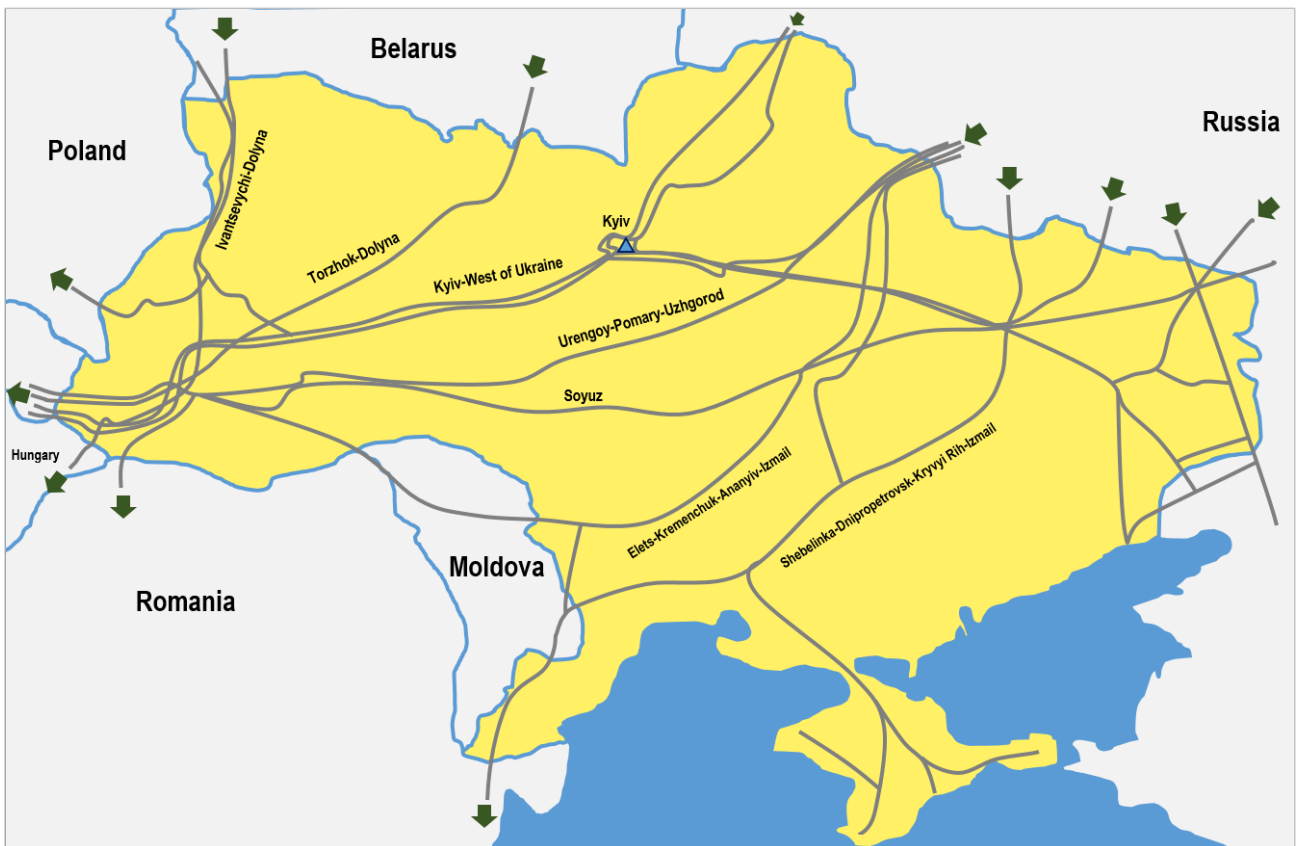 Belarus
Russia
Poland
Ivantsevychi-Dolyna
Kyiv
Torzhok-Dolyna
Kyiv-West of Ukraine
Urengoy-Pomary-Uzhgorod
Soyuz
Hungary
Elets-Kremenchuk-Ananyiv-Izmail
Shebelinka-Dnipropetrovsk-Kryvyi Rih-Izmail
Moldova
Romania